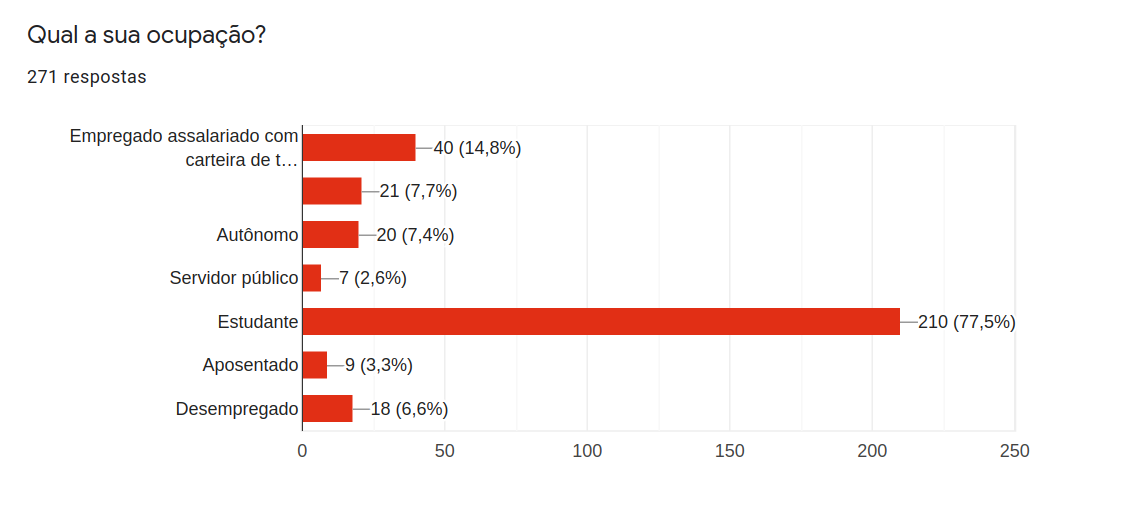 Qual a sua ocupação?
271 respostas
Empregado assalariado com
carteira de t…
40 (14,8%)
21 (7,7%)
Autônomo
20 (7,4%)
Servidor público
7 (2,6%)
Estudante
210 (77,5%)
Aposentado
9 (3,3%)
Desempregado
18 (6,6%)
0 50 100 150 200 250